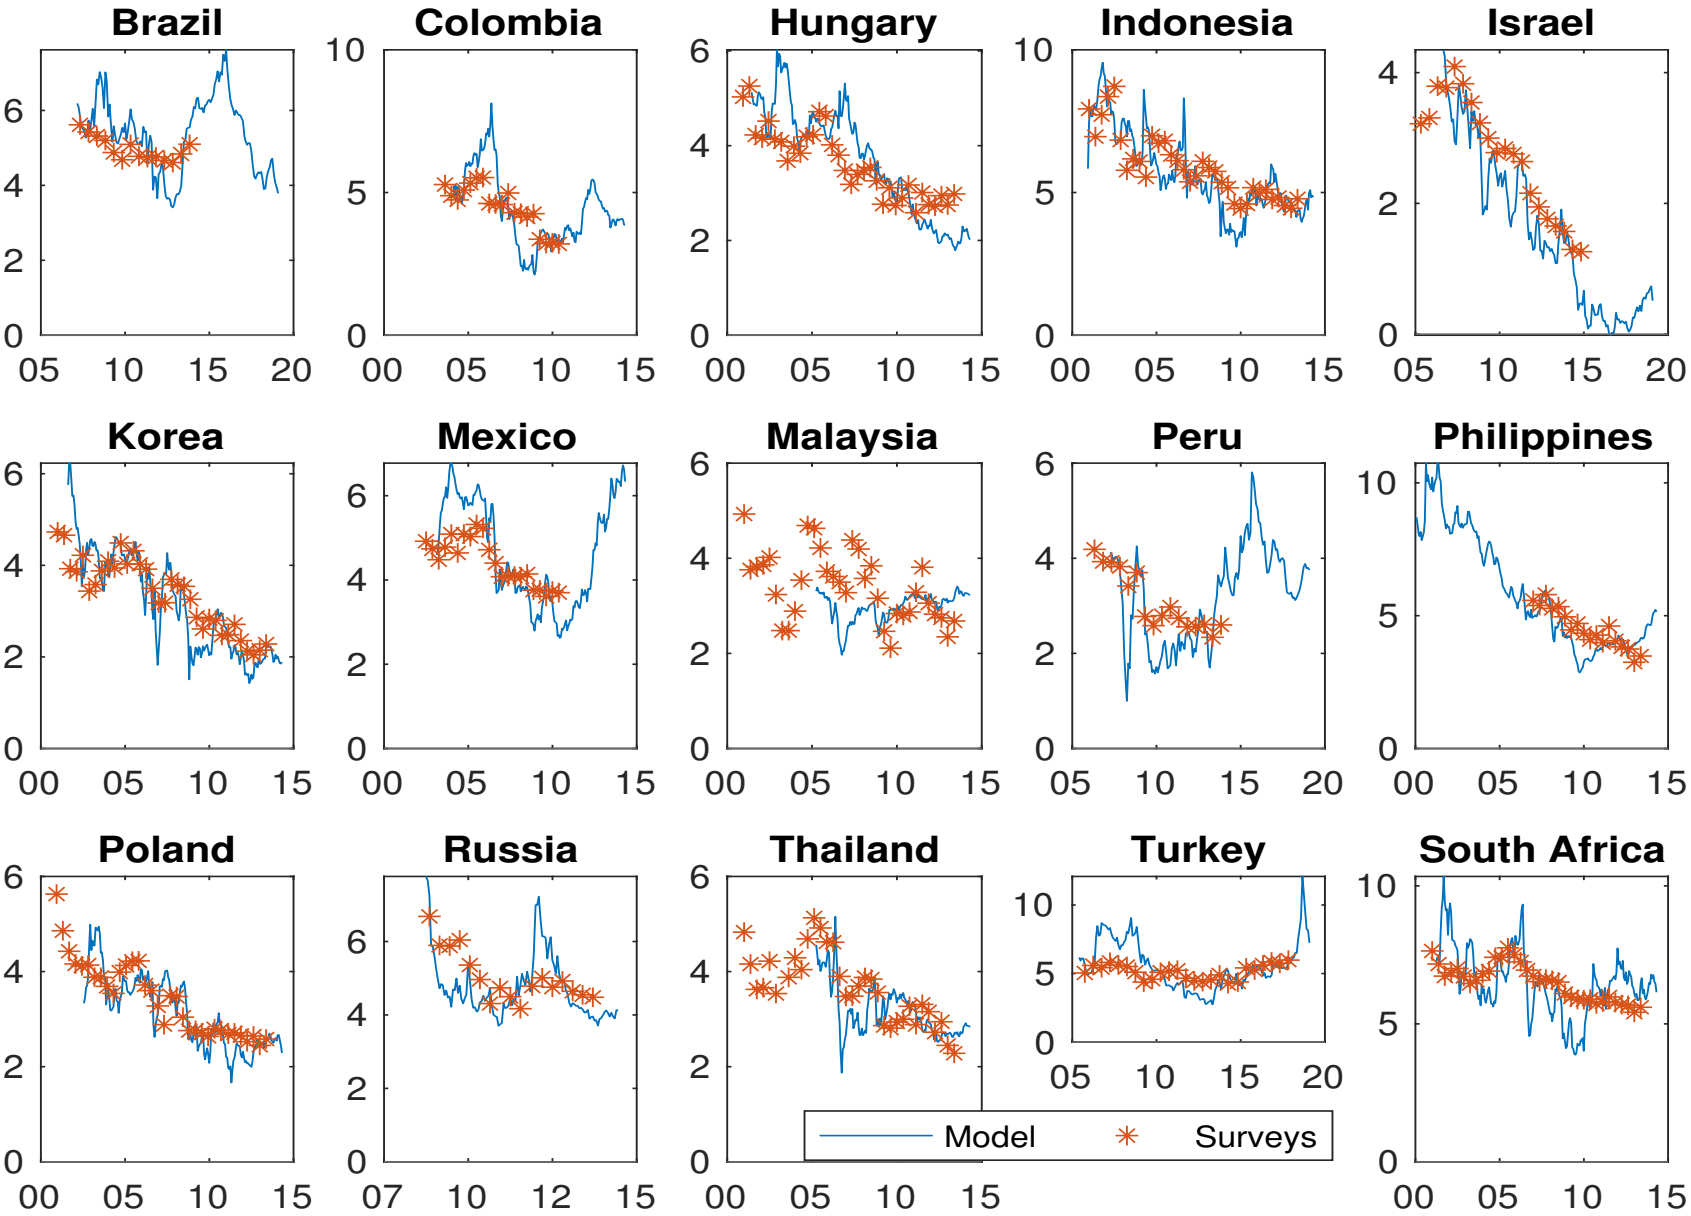 Brazil Colombia Hungary Indonesia Israel
6 4 2 0 10 5 0 6 4 2 0 10 5 0 4 2 0
05 10 15 20 00 05 10 15 00 05 10 15 00 05 10 15 05 10 15 20
Korea Mexico Malaysia Peru Philippines
6 4 2 0 6 4 2 0 6 4 2 0 6 4 2 0 10 5 0
00 05 10 15 00 05 10 15 00 05 10 15 05 10 15 20 00 05 10 15
Poland Russia Thailand Turkey South Africa
6 4 2 0 6 4 2 0 6 4 2 0 10 5 0 10 5 0
05 10 15 20
Model Surveys
00 05 10 15 07 10 12 15 00 05 10 15 00 05 10 15